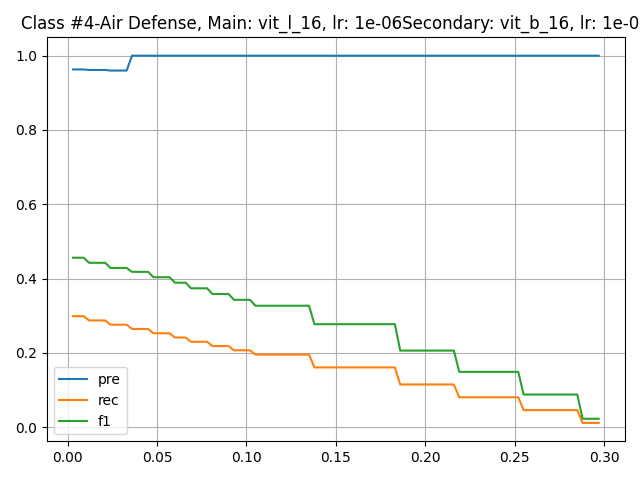 Class #4-Air Defense, Main: vit_l_16, lr: 1e-06Secondary: vit_b_16, lr: 1e-0
1.0
0.8
0.6
0.4
0.2
0.0
pre
rec
f1
0.00 0.05 0.10 0.15 0.20 0.25 0.30